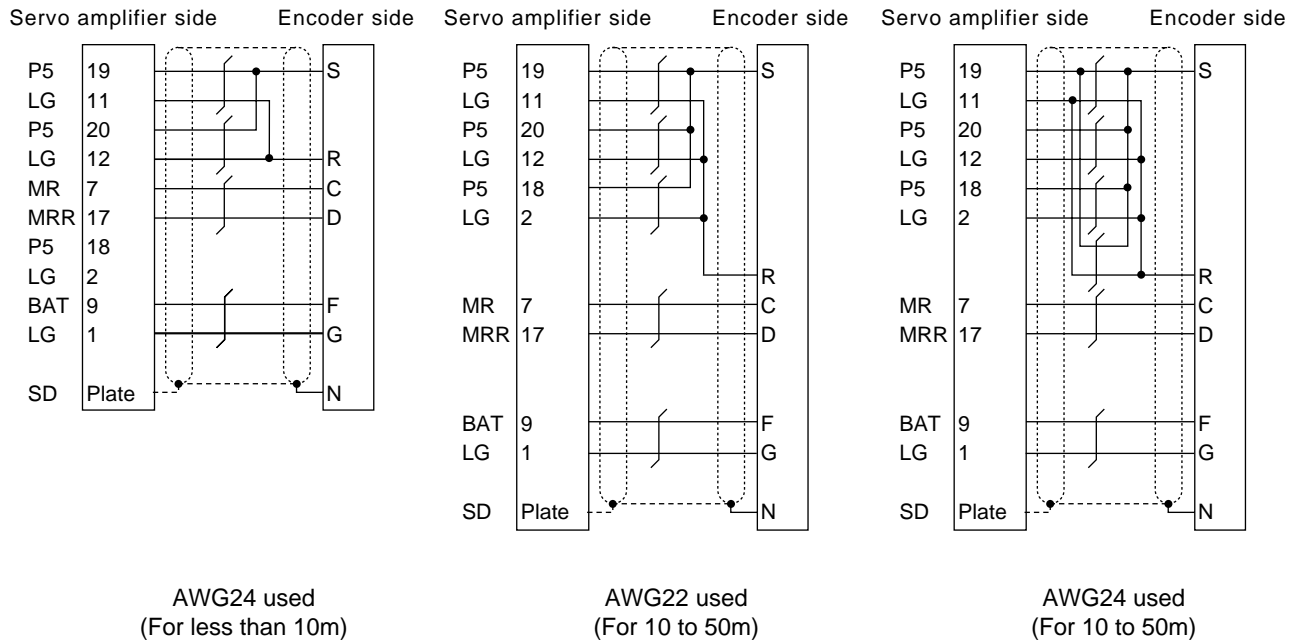 Servo amplifier side Encoder side
P5 19 S
LG 11
P5 20
LG 12 R
MR 7 C
MRR 17 D
P5 18
LG 2
BAT 9 F
LG 1 G
SD Plate N
AWG24 used
(For less than 10m)
Servo amplifier side Encoder side
P5 19 S
LG 11
P5 20
LG 12
P5 18
LG 2
R
MR 7 C
MRR 17 D
BAT 9 F
LG 1 G
SD Plate N
AWG22 used
(For 10 to 50m)
Servo amplifier side Encoder side
P5 19 S
LG 11
P5 20
LG 12
P5 18
LG 2
R
MR 7 C
MRR 17 D
BAT 9 F
LG 1 G
SD Plate N
AWG24 used
(For 10 to 50m)